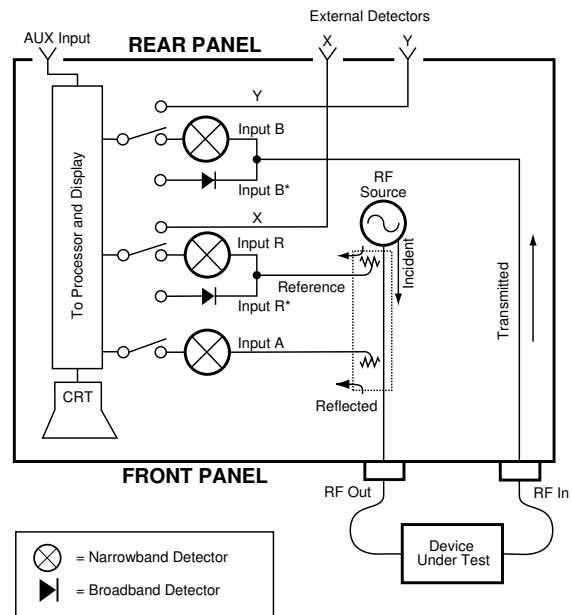 External Detectors
AUX Input
X
Y
REAR PANEL
Y
Input B
Input B*
RF
Source
X
Input R
Reference
Input R*
Incident
Transmitted
To Processor and Display
Input A
CRT
Reflected
FRONT PANEL
RF Out
RF In
Device
Under Test
= Narrowband Detector
= Broadband Detector